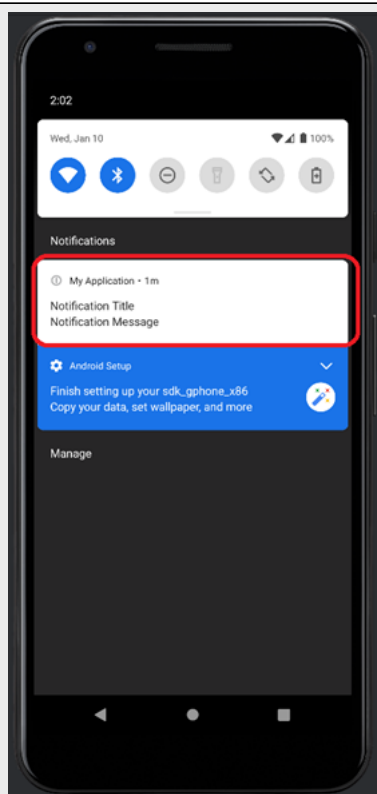 2:02
Wed, Jan 10 100%
Notifications
My Application • 1m
Notification Title
Notification Message
Android Setup
Finish setting up your sdk_gphone_x86
Copy your data, set wallpaper, and more
Manage